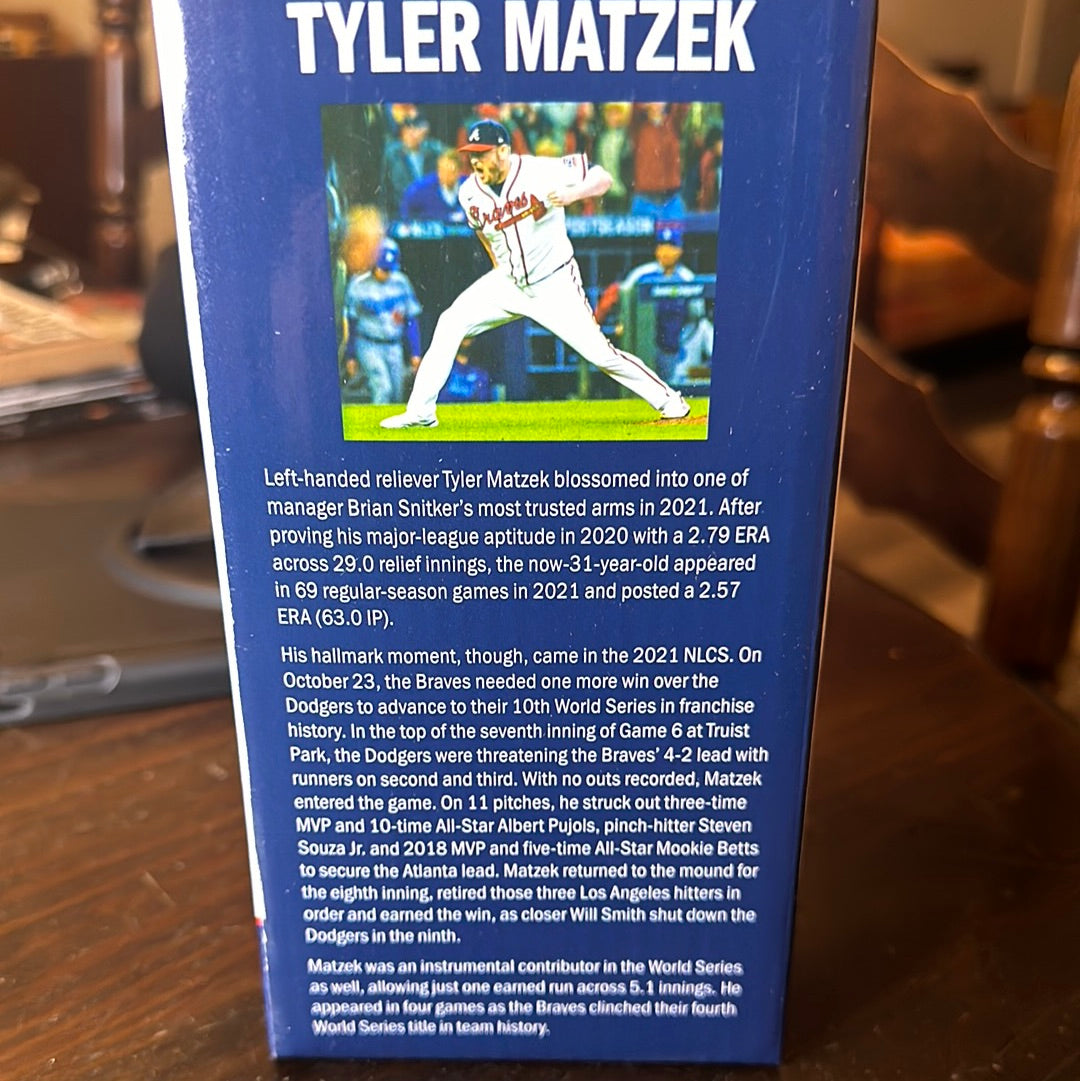 TYLER MATZEK
A
Braves
POSTSEASON
Left-handed reliever Tyler Matzek blossomed into one of
manager Brian Snitker's most trusted arms in 2021. After
proving his major-league aptitude in 2020 with a 2.79 ERA
across 29.0 relief innings, the now-31-year-old appeared
in 69 regular-season games in 2021 and posted a 2.57
ERA (63.0 IP).
His hallmark moment, though, came in the 2021 NLCS. On
October 23, the Braves needed one more win over the
Dodgers to advance to their 10th World Series in franchise
history. In the top of the seventh inning of Game 6 at Truist
Park, the Dodgers were threatening the Braves' 4-2 lead with
runners on second and third. With no outs recorded, Matzek
entered the game. On 11 pitches, he struck out three-time
MVP and 10-time All-Star Albert Pujols, pinch-hitter Steven
Souza Jr. and 2018 MVP and five-time All-Star Mookie Betts
to secure the Atlanta lead. Matzek returned to the mound for
the eighth inning, retired those three Los Angeles hitters in
order and earned the win, as closer Will Smith shut down the
Dodgers in the ninth.
Matzek was an instrumental contributor in the World Series
as well, allowing just one earned run across 5.1 innings. He
appeared in four games as the Braves clinched their fourth
World Series title in team history.